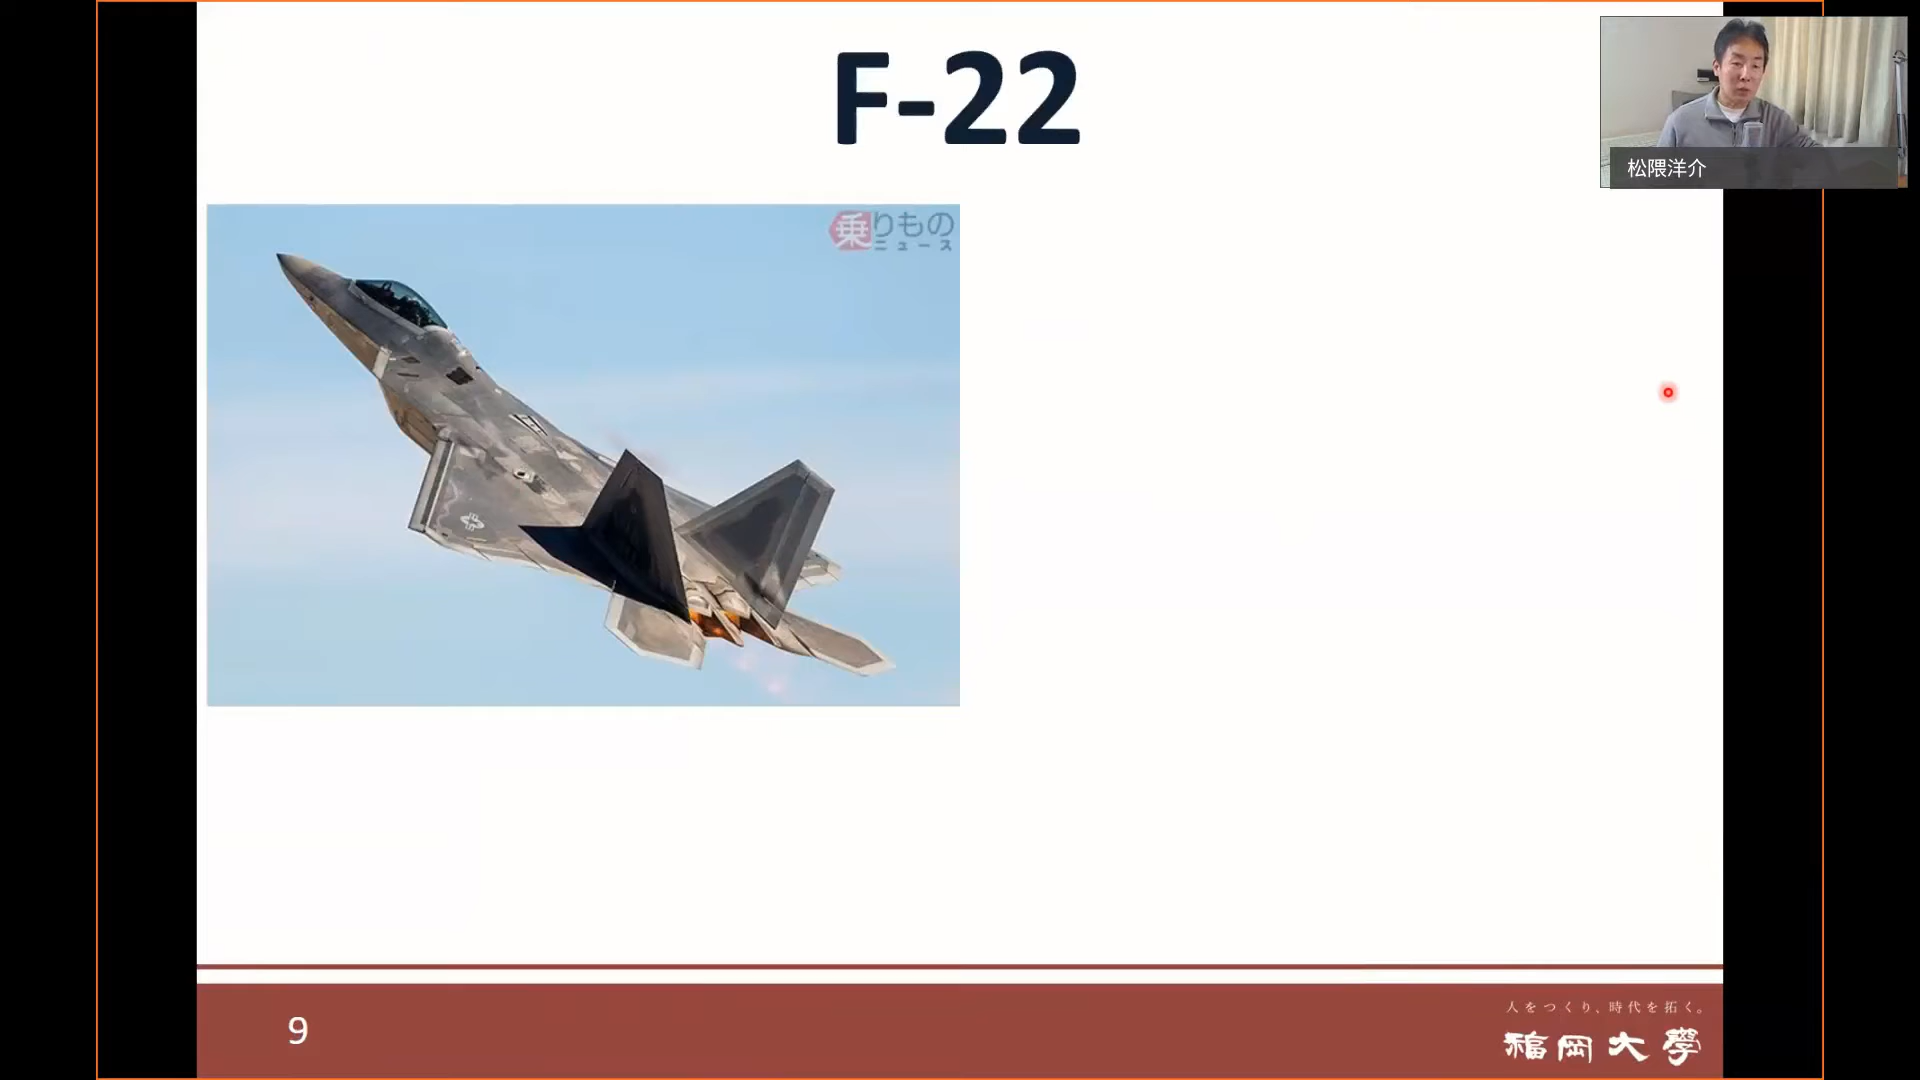 F-22
松隈洋介
乗りもの
ニュース
9
人をつくり、時代を拓く。
福岡大學